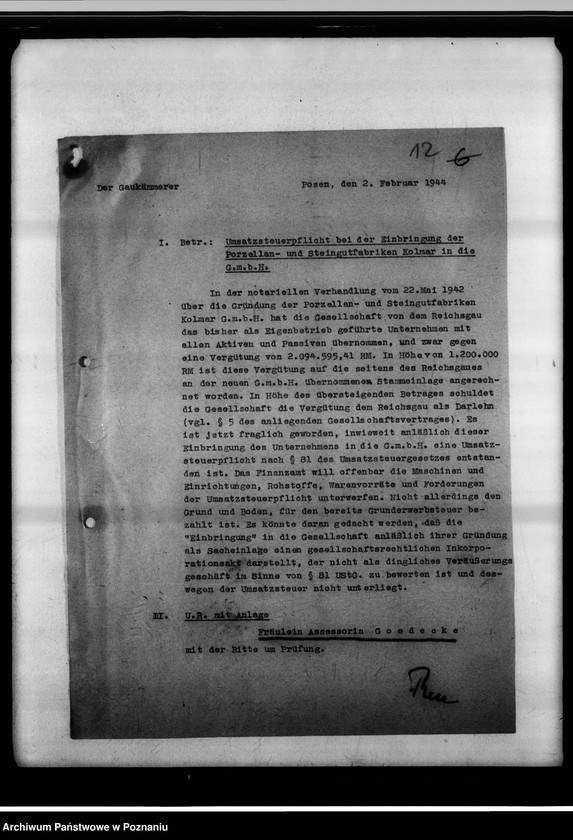 12 6
Der Gaukämmerer
Posen, den 2. Februar 1944
I. Betr.: Umsatzsteuerpflicht bei der Einbringung der
Porzellan- und Steingutfabriken Kolmar in die
G.m.b.H.
In der notariellen Verhandlung vom 22.Mai 1942
über die Gründung der Porzellan- und Steingutfabriken
Kolmar G.m.b.H. hat die Gesellschaft von dem Reichsgau
das bisher als Eigenbetrieb geführte Unternehmen mit
allen Aktiven und Passiven übernommen, und zwar gegen
eine Vergütung von 2.094.595,41 RM. In Höhe von 1.200.000
RM ist diese Vergütung auf die seitens des Reichsgaues
an der neuen G.m.b.H. übernommenen Stammeinlage angerech-
net worden. In Höhe des übersteigenden Betrages schuldet
die Gesellschaft die Vergütung dem Reichsgau als Darlehn
(vgl. § 5 des anliegenden Gesellschaftsvertrages). Es
ist jetzt fraglich geworden, inwieweit anläßlich dieser
Einbringung des Unternehmens in die G.m.b.H. eine Umsatz-
steuerpflicht nach § 81 des Umsatzsteuergesetzes entstan-
den ist. Das Finanzamt will offenbar die Maschinen und
Einrichtungen, Rohstoffe, Warenvorräte und Forderungen
der Umsatzsteuerpflicht unterwerfen. Nicht allerdings den
Grund und Boden, für den bereits Grunderwerbsteuer be-
zahlt ist. Es könnte daran gedacht werden, daß die
"Einbringung" in die Gesellschaft anläßlich ihrer Gründung
als Sacheinlage einen gesellschaftsrechtlichen Inkorpo-
rationsakt darstellt, der nicht als dingliches Veräußerungs
geschäft im Sinne von § 81 UStG. zu bewerten ist und des-
wegen der Umsatzsteuer nicht unterliegt.
II. U.R. mit Anlage
Fräulein Assessorin G o e d e c k e
mit der Bitte um Prüfung.
Archiwum Państwowe w Poznaniu